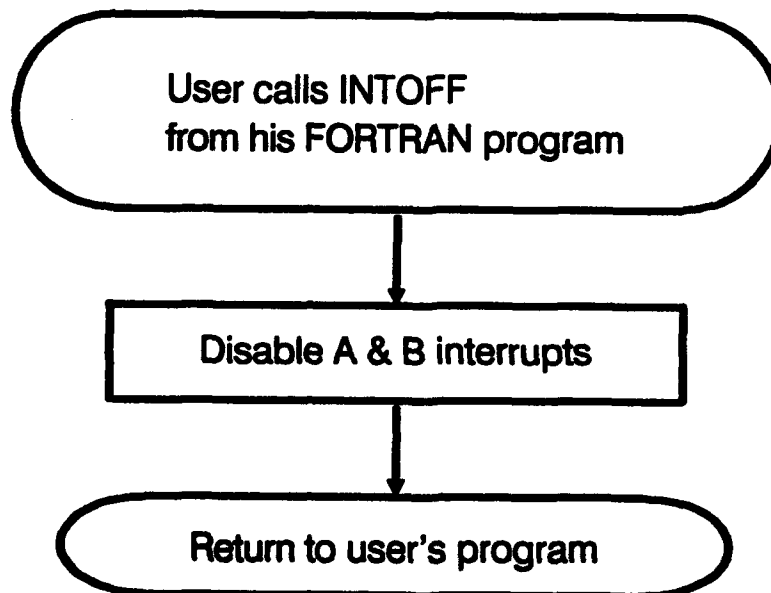 User calls INTOFF
from his FORTRAN program
Disable A & B interrupts
Return to user's program